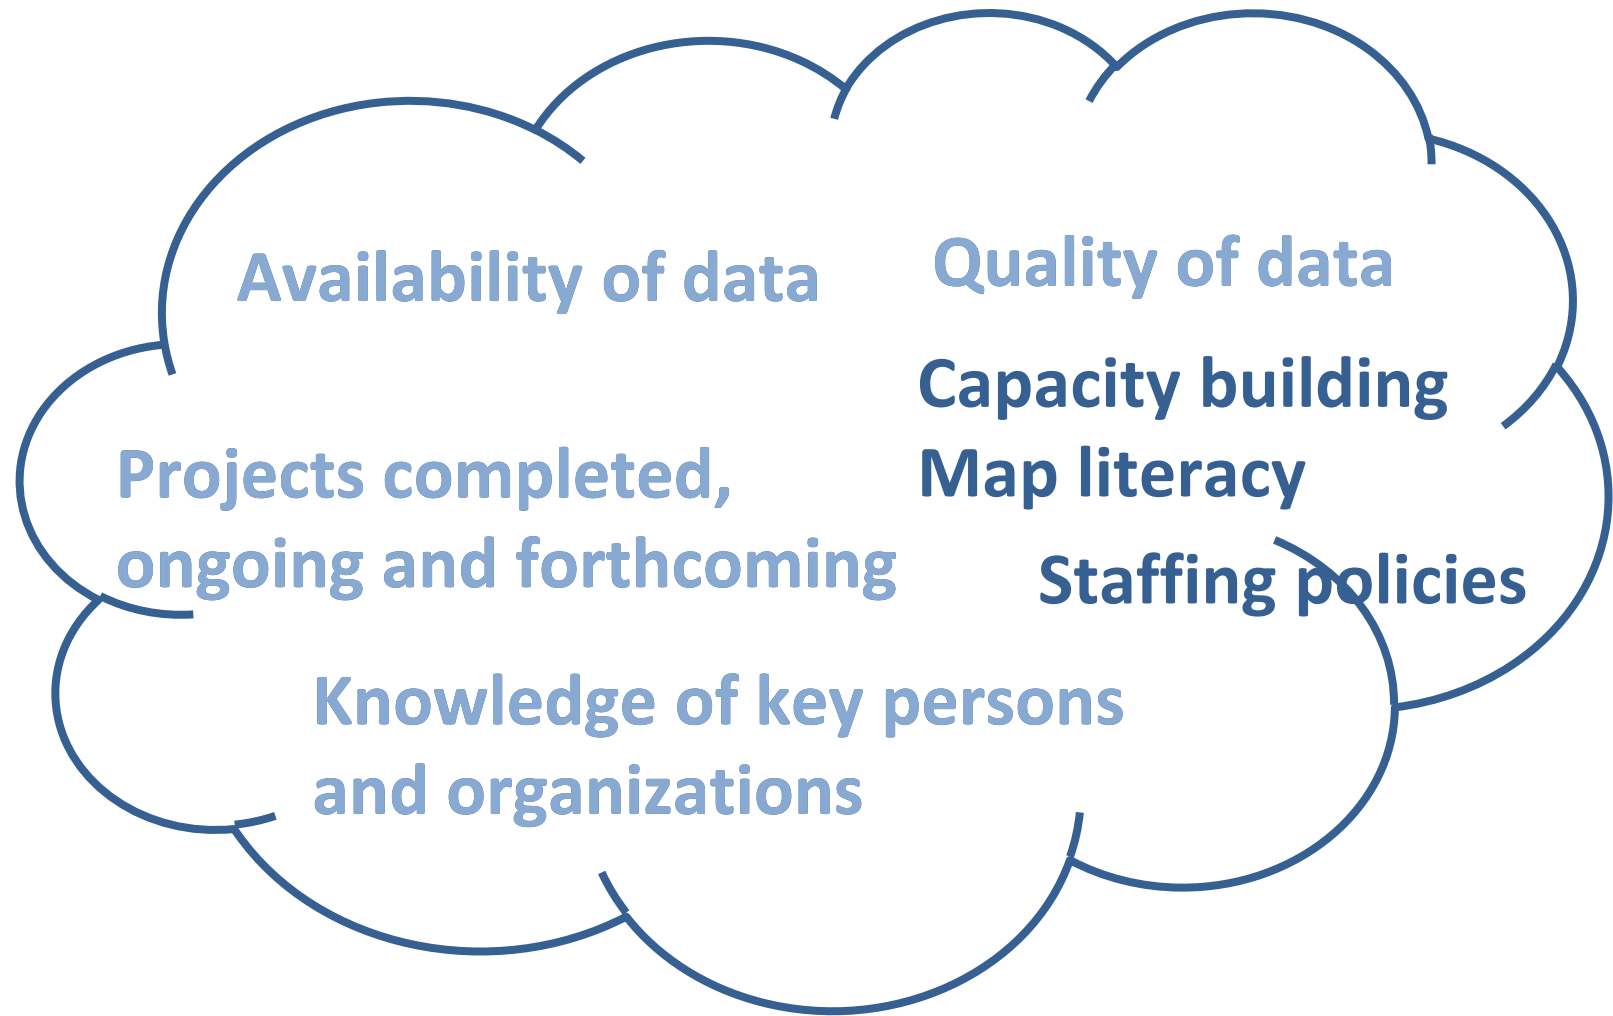 Availability of data
Quality of data
Capacity building
Map literacy
Projects completed,
ongoing and forthcoming
Staffing policies
Knowledge of key persons
and organizations